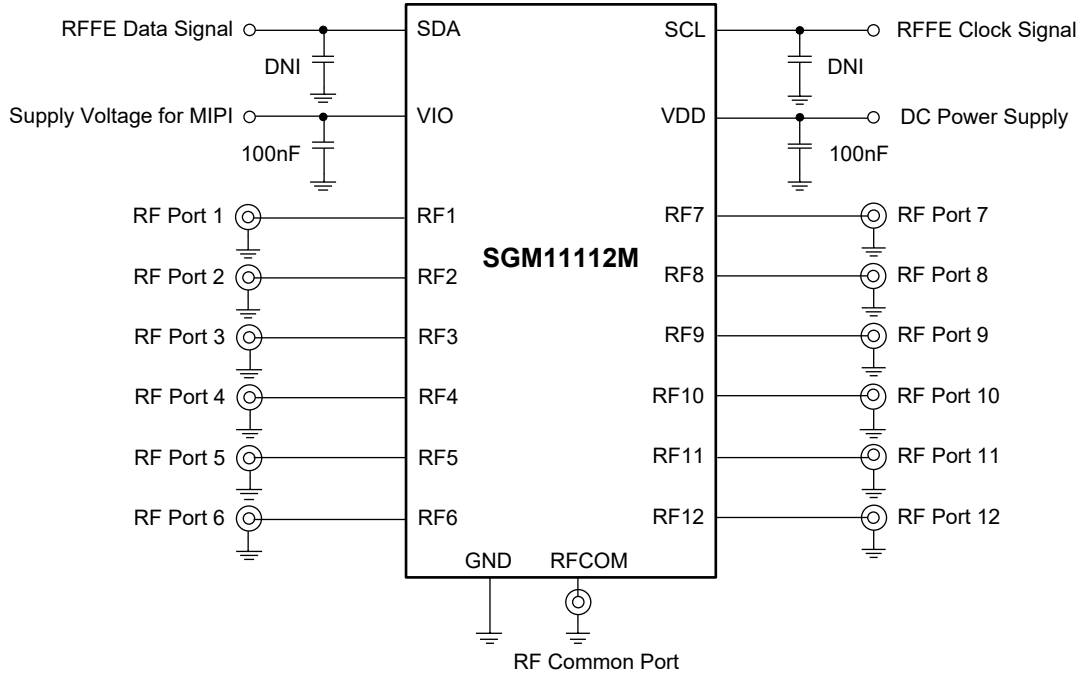 RFFE Data Signal
SDA
SCL
RFFE Clock Signal
DNI
DNI
Supply Voltage for MIPI
VIO
VDD
DC Power Supply
100nF
100nF
RF Port 1
RF1
RF7
RF Port 7
SGM11112M
RF Port 2
RF2
RF8
RF Port 8
RF Port 3
RF3
RF9
RF Port 9
RF Port 4
RF4
RF10
RF Port 10
RF Port 5
RF5
RF11
RF Port 11
RF Port 6
RF6
RF12
RF Port 12
GND
RFCOM
RF Common Port